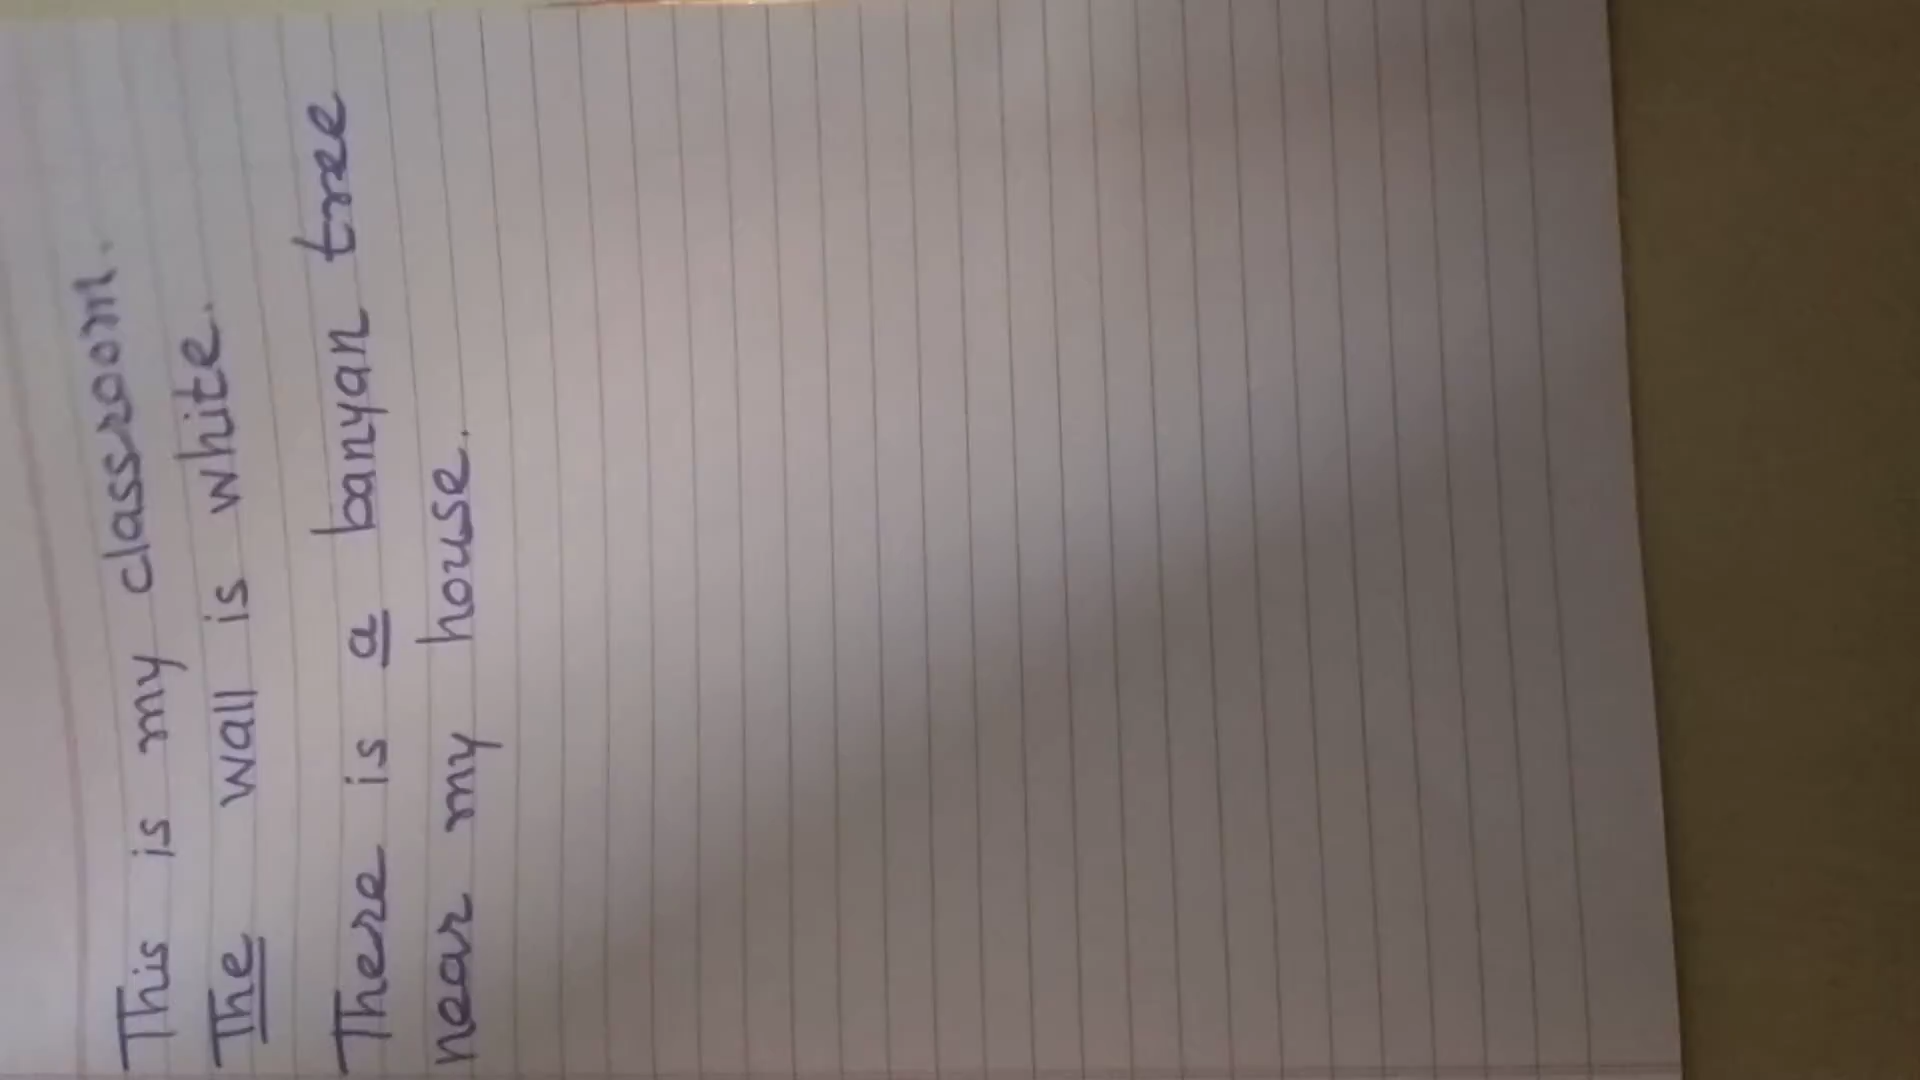 This is my classroom.
The wall is white.
There is a banyan tree
near my house.